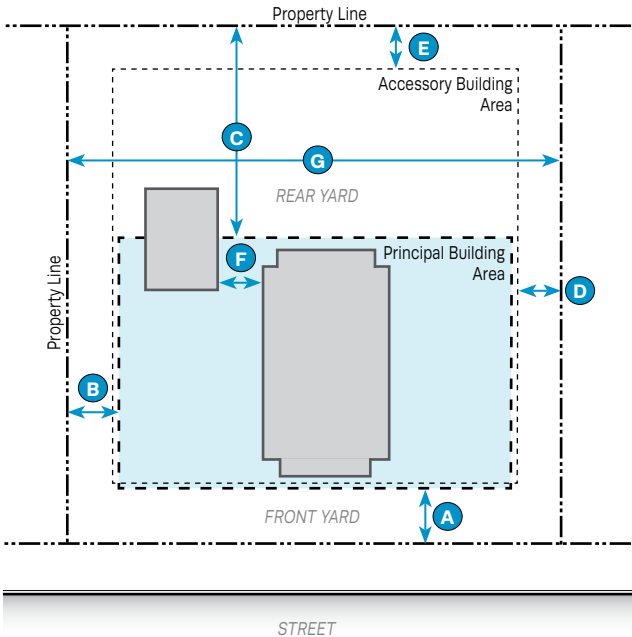 Property Line
E
Accessory Building
Area
C
G
REAR YARD
F
Principal Building
Area
Property Line
D
B
A
FRONT YARD
STREET